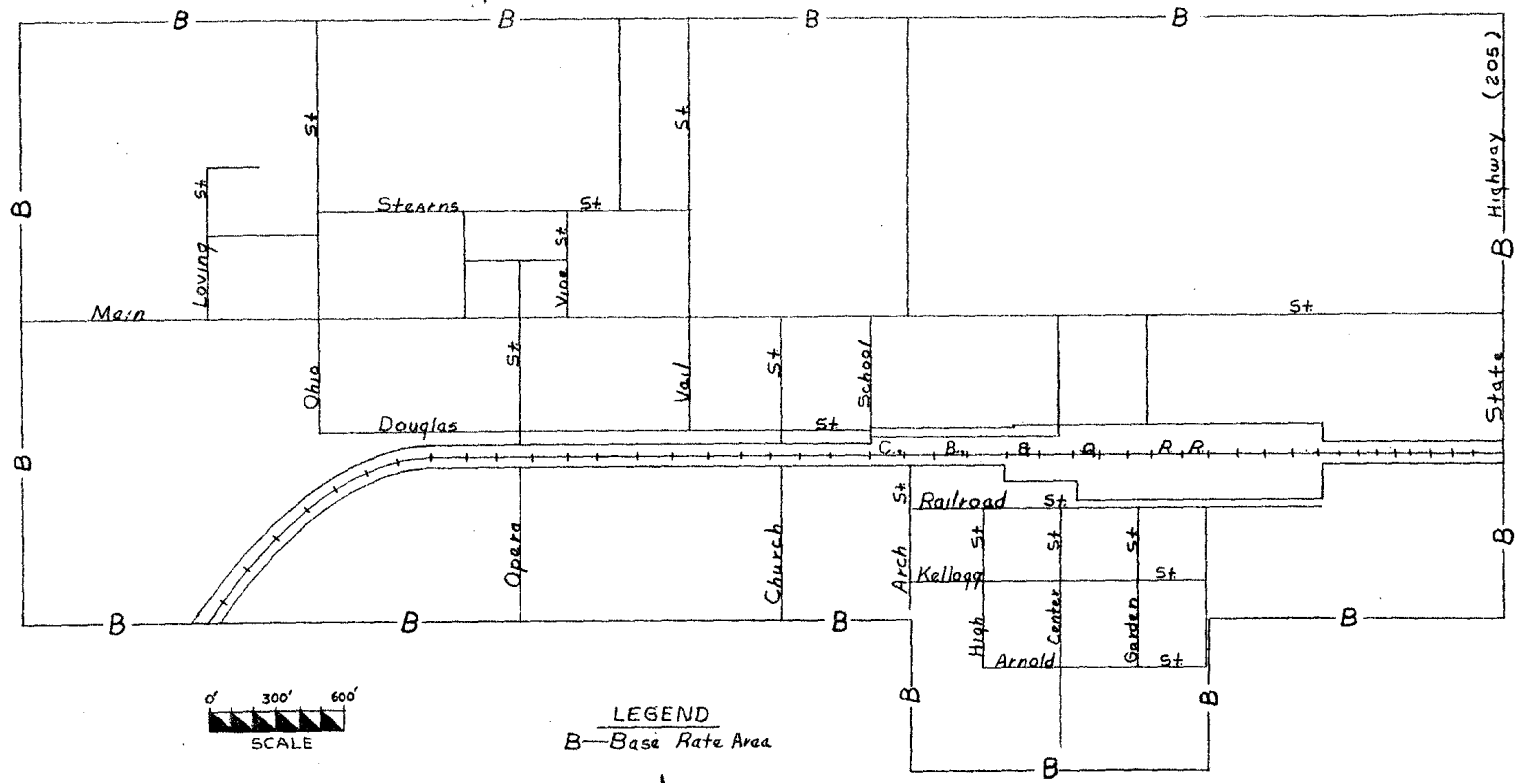 B B B B
Highway (205)
St
St
St
Stearns St
B
St
B
Loving
Vine
Main St
St
St
School
Ohio
Vail
State
Douglas St
B
C., B., & Q. R. R.
St
Railroad St
Opera
Church
Arch
St
St
St
B
Kellogg St
High
Center
Garden
B B B B
Arnold St
B
B
0' 300' 600'
SCALE
LEGEND
B—Base Rate Area
B